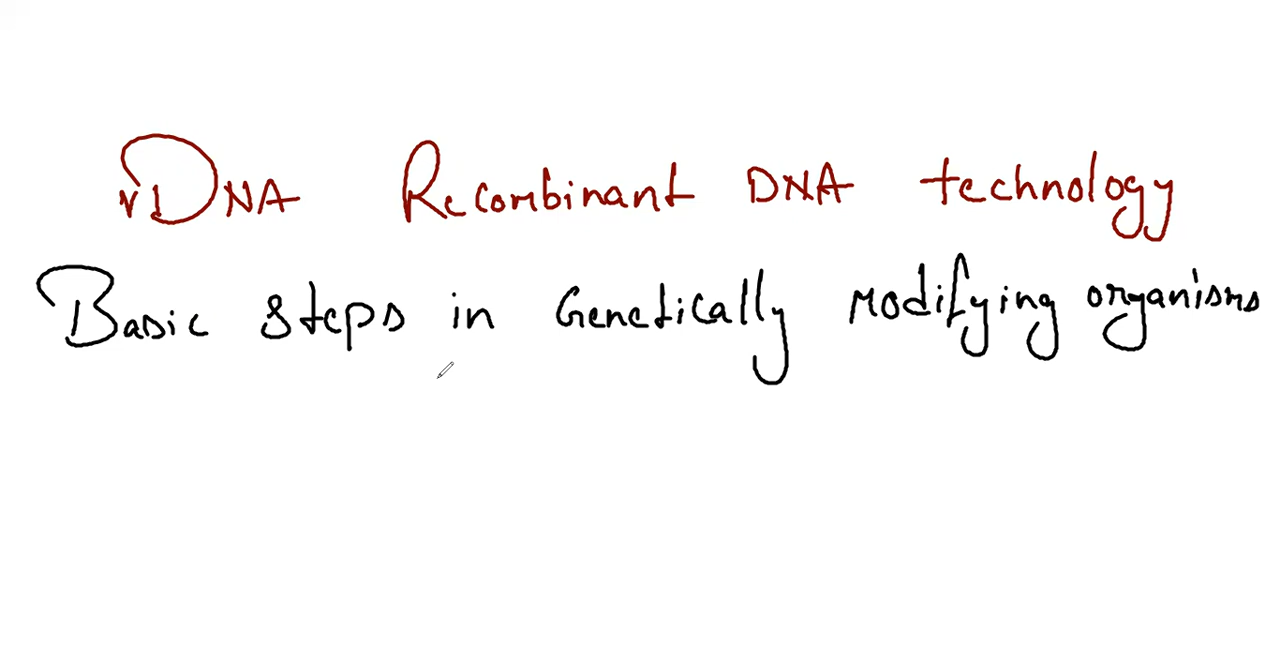 rDNA Recombinant DNA technology
Basic steps in Genetically modifying organisms